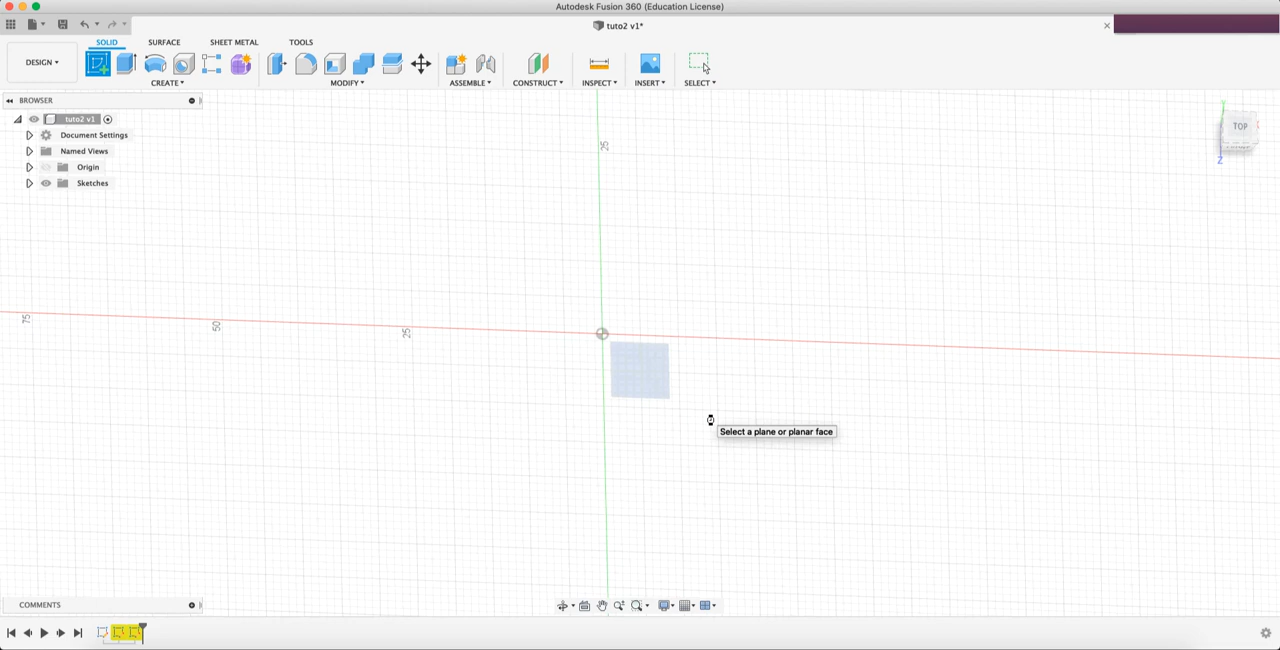 Autodesk Fusion 360 (Education License)
tuto2 v1*
DESIGN
SOLID SURFACE SHEET METAL TOOLS
CREATE MODIFY ASSEMBLE CONSTRUCT INSPECT INSERT SELECT
BROWSER
tuto2 v1
Document Settings
Named Views
Origin
Sketches
25
75
50
25
TOP
Z
Select a plane or planar face
COMMENTS